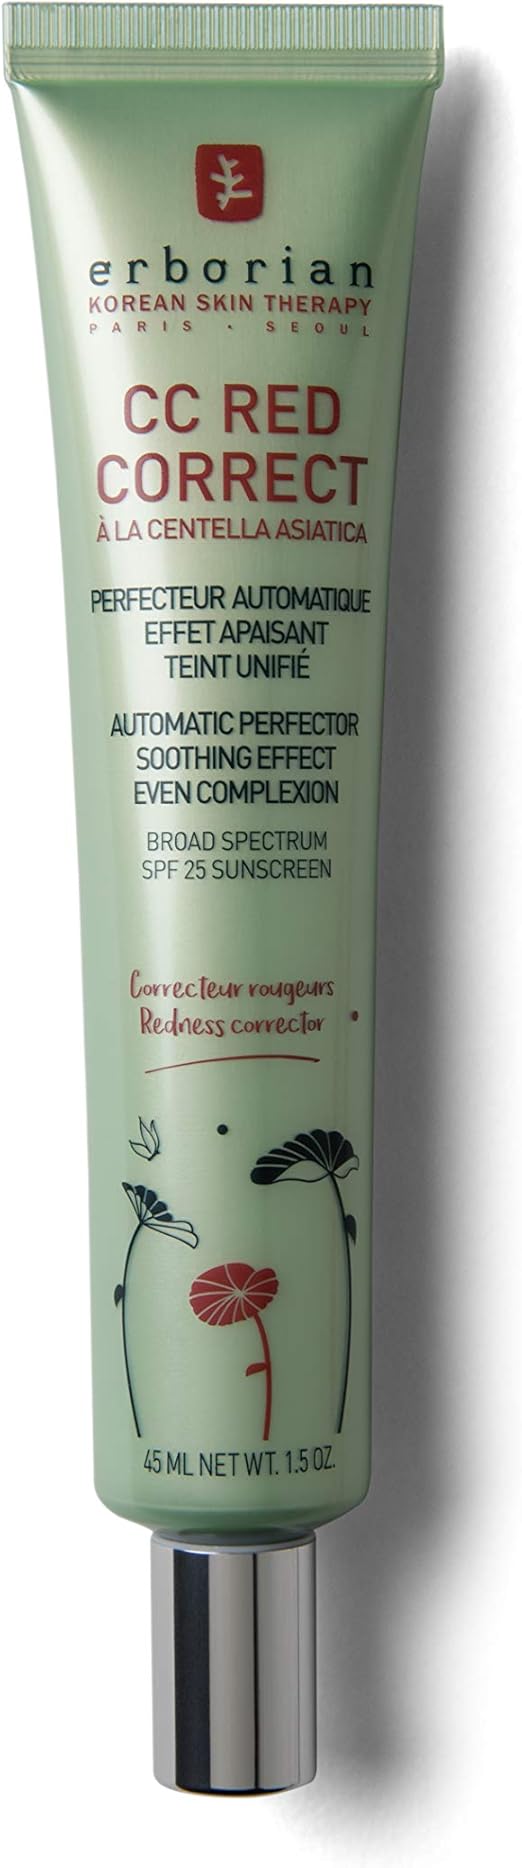 erborian
KOREAN SKIN THERAPY
PARIS · SEOUL
CC RED
CORRECT
À LA CENTELLA ASIATICA
PERFECTEUR AUTOMATIQUE
EFFET APAISANT
TEINT UNIFIÉ
AUTOMATIC PERFECTOR
SOOTHING EFFECT
EVEN COMPLEXION
BROAD SPECTRUM
SPF 25 SUNSCREEN
Correcteur rougeurs
Redness corrector
45 ML NET WT. 1.5 OZ.